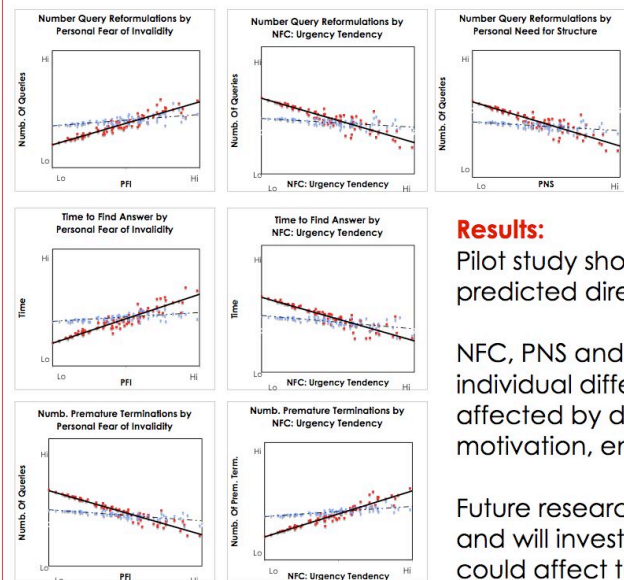 Number Query Reformulations by
Personal Fear of Invalidity
Hi
Numb. Of Queries
Lo
Lo
PFI
Hi
Number Query Reformulations by
NFC: Urgency Tendency
Hi
Numb. Of Queries
Lo
Lo
NFC: Urgency Tendency
Hi
Number Query Reformulations by
Personal Need for Structure
Hi
Numb. Of Queries
Lo
Lo
PNS
Hi
Time to Find Answer by
Personal Fear of Invalidity
Hi
Time
Lo
Lo
PFI
Hi
Time to Find Answer by
NFC: Urgency Tendency
Hi
Time
Lo
Lo
NFC: Urgency Tendency
Hi
Numb. Premature Terminations by
Personal Fear of Invalidity
Hi
Numb. Of Queries
Lo
PFI
Hi
Numb. Premature Terminations by
NFC: Urgency Tendency
Hi
Numb. Of Prem. Term.
Lo
Lo
NFC: Urgency Tendency
Hi
Results:
Pilot study sho
predicted dire
NFC, PNS and
individual diffe
affected by d
motivation, e
Future researc
and will invest
could affect t